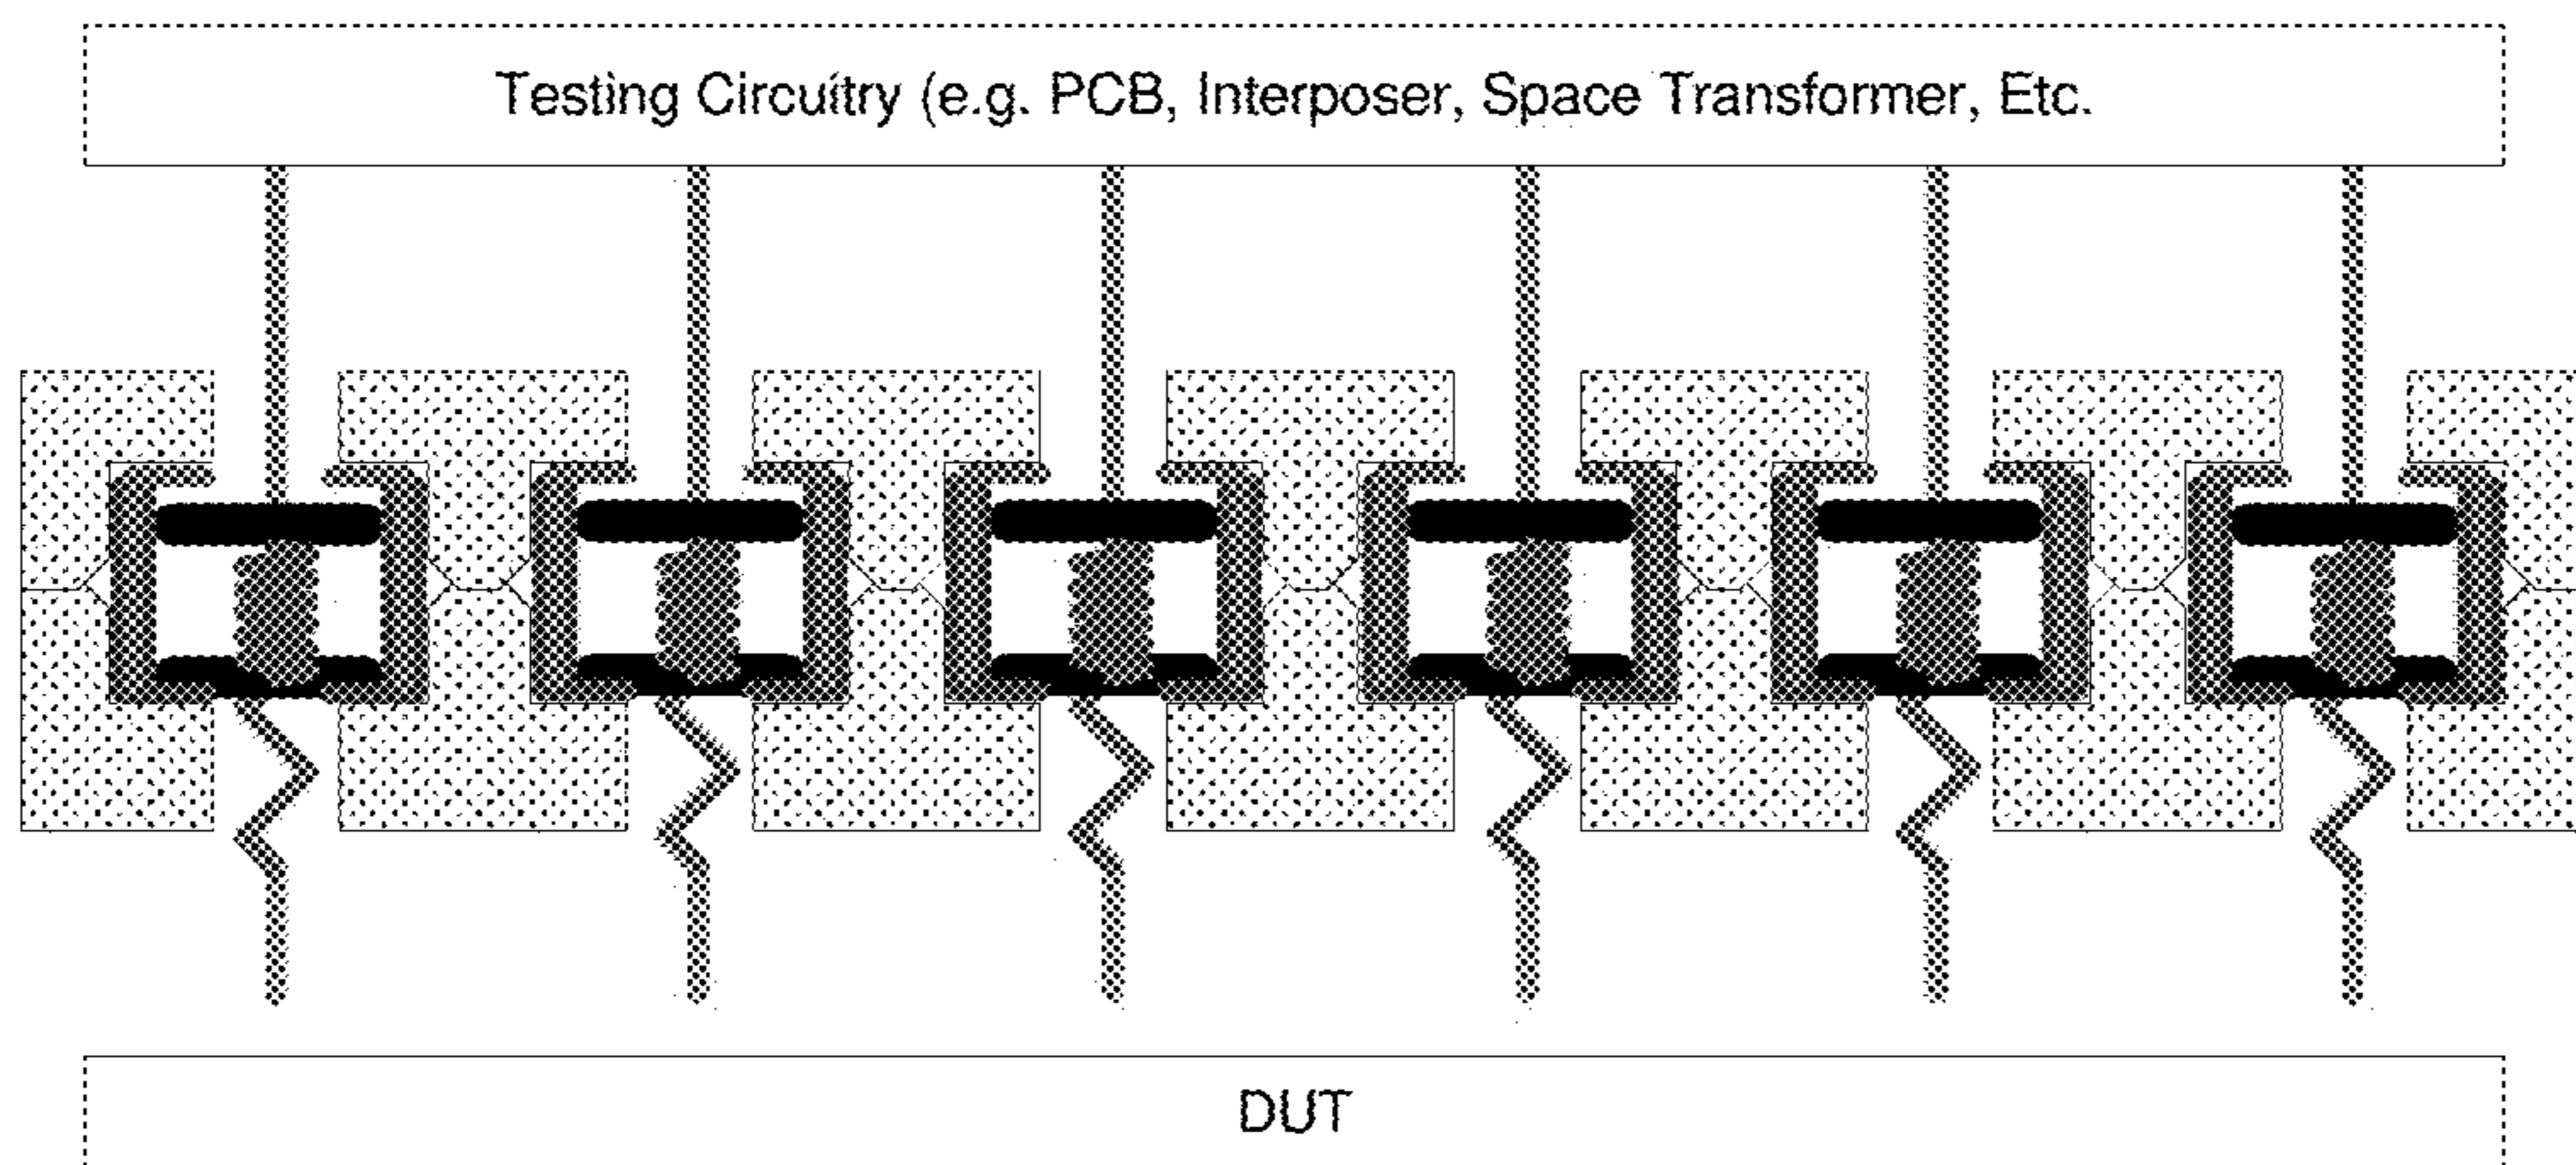 Testing Circuitry (e.g. PCB, Interposer, Space Transformer, Etc.
DUT